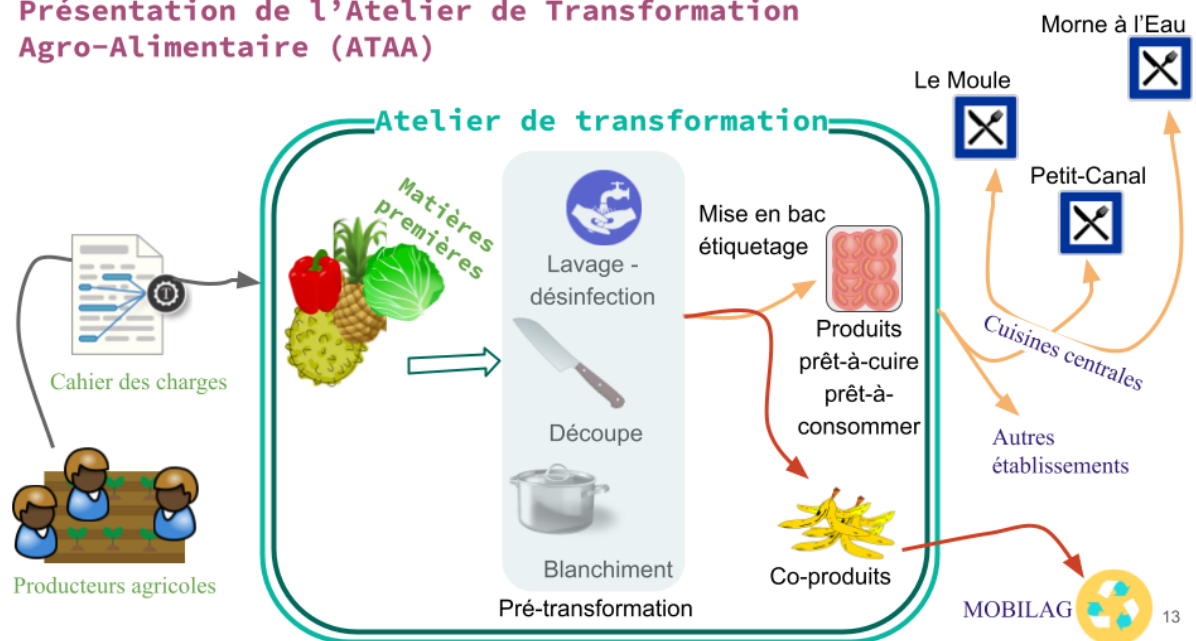 Présentation de l’Atelier de Transformation
Agro-Alimentaire (ATAA)
Morne à l’Eau
Le Moule
Petit-Canal
Atelier de transformation
Matières
premières
Lavage -
désinfection
Découpe
Blanchiment
Pré-transformation
Mise en bac
étiquetage
Produits
prêt-à-cuire
prêt-à-
consommer
Co-produits
Cahier des charges
Producteurs agricoles
Cuisines centrales
Autres
établissements
MOBILAG
13